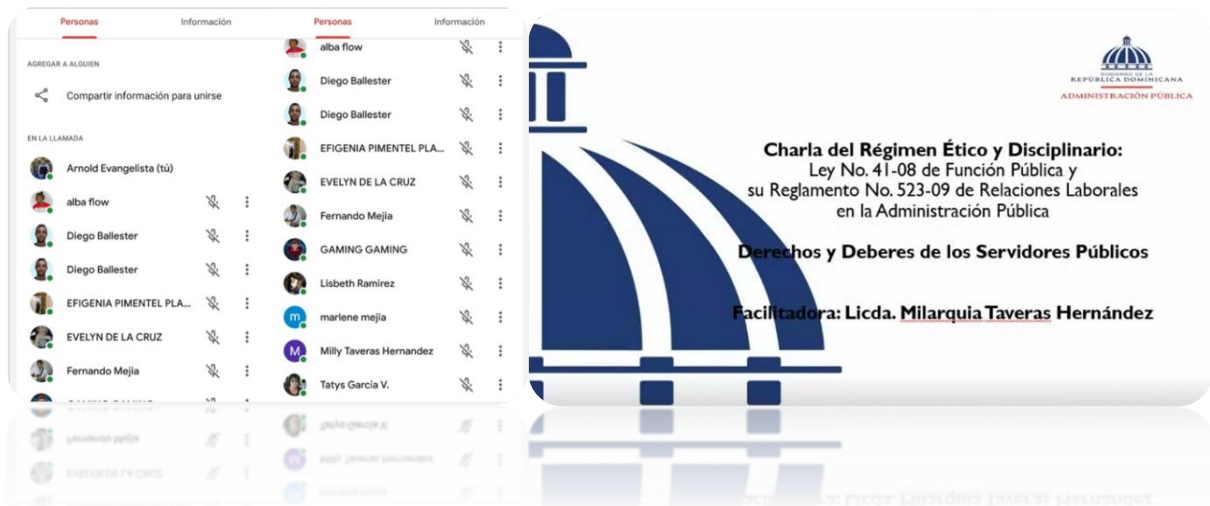 Personas
Información
AGREGAR A ALGUIEN
Compartir información para unirse
EN LA LLAMADA
Arnold Evangelista (tú)
alba flow
Diego Ballester
Diego Ballester
EFIGENIA PIMENTEL PLA...
EVELYN DE LA CRUZ
Fernando Mejia
Personas
Información
alba flow
Diego Ballester
Diego Ballester
EFIGENIA PIMENTEL PLA...
EVELYN DE LA CRUZ
Fernando Mejia
GAMING GAMING
Lisbeth Ramirez
m
marlene mejia
M
Milly Taveras Hernandez
Tatys Garcia V.
GOBIERNO DE LA
REPÚBLICA DOMINICANA
ADMINISTRACIÓN PÚBLICA
Charla del Régimen Ético y Disciplinario:
Ley No. 41-08 de Función Pública y
su Reglamento No. 523-09 de Relaciones Laborales
en la Administración Pública
Derechos y Deberes de los Servidores Públicos
Facilitadora: Licda. Milarquia Taveras Hernández